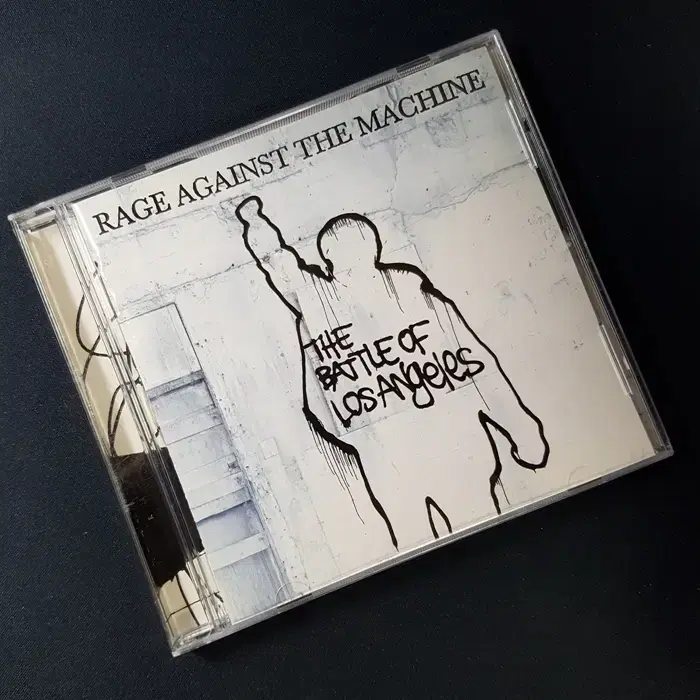 RAGE AGAINST THE MACHINE
THE
BATTLE OF
LOS ANGELES